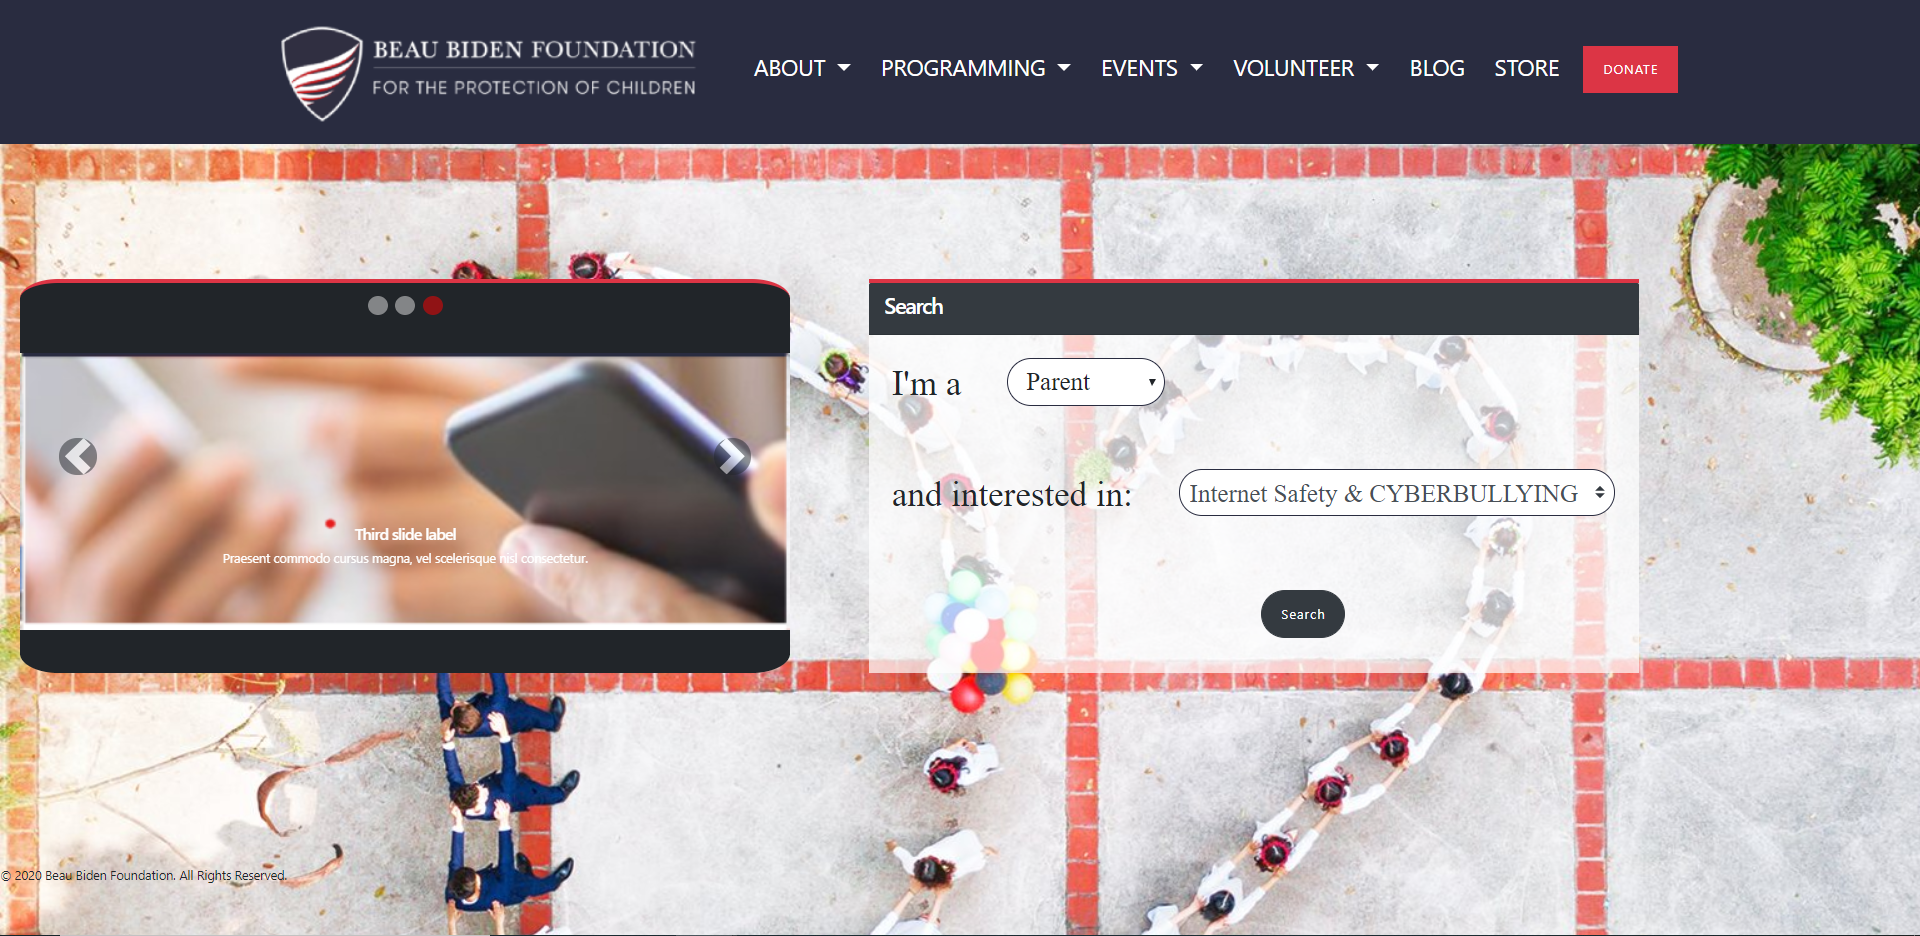 BEAU BIDEN FOUNDATION
FOR THE PROTECTION OF CHILDREN
ABOUT PROGRAMMING EVENTS VOLUNTEER BLOG STORE DONATE
Search
I'm a Parent
and interested in: Internet Safety & CYBERBULLYING
Search
Third slide label
Praesent commodo cursus magna, vel scelerisque nisl consectetur.
© 2020 Beau Biden Foundation. All Rights Reserved.